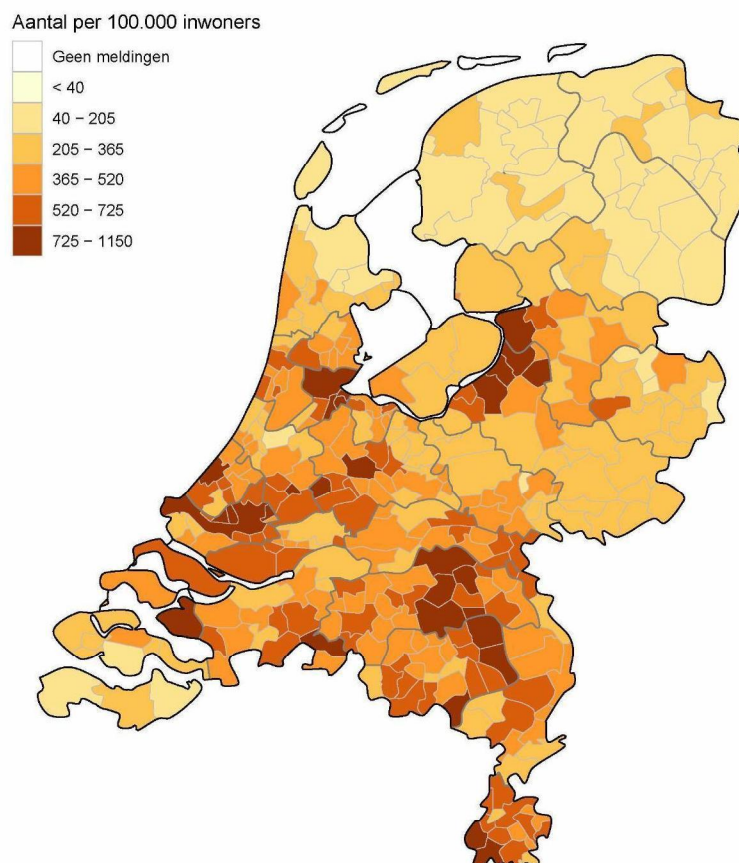 Aantal per 100.000 inwoners
Geen meldingen
< 40
40 − 205
205 − 365
365 − 520
520 − 725
725 − 1150